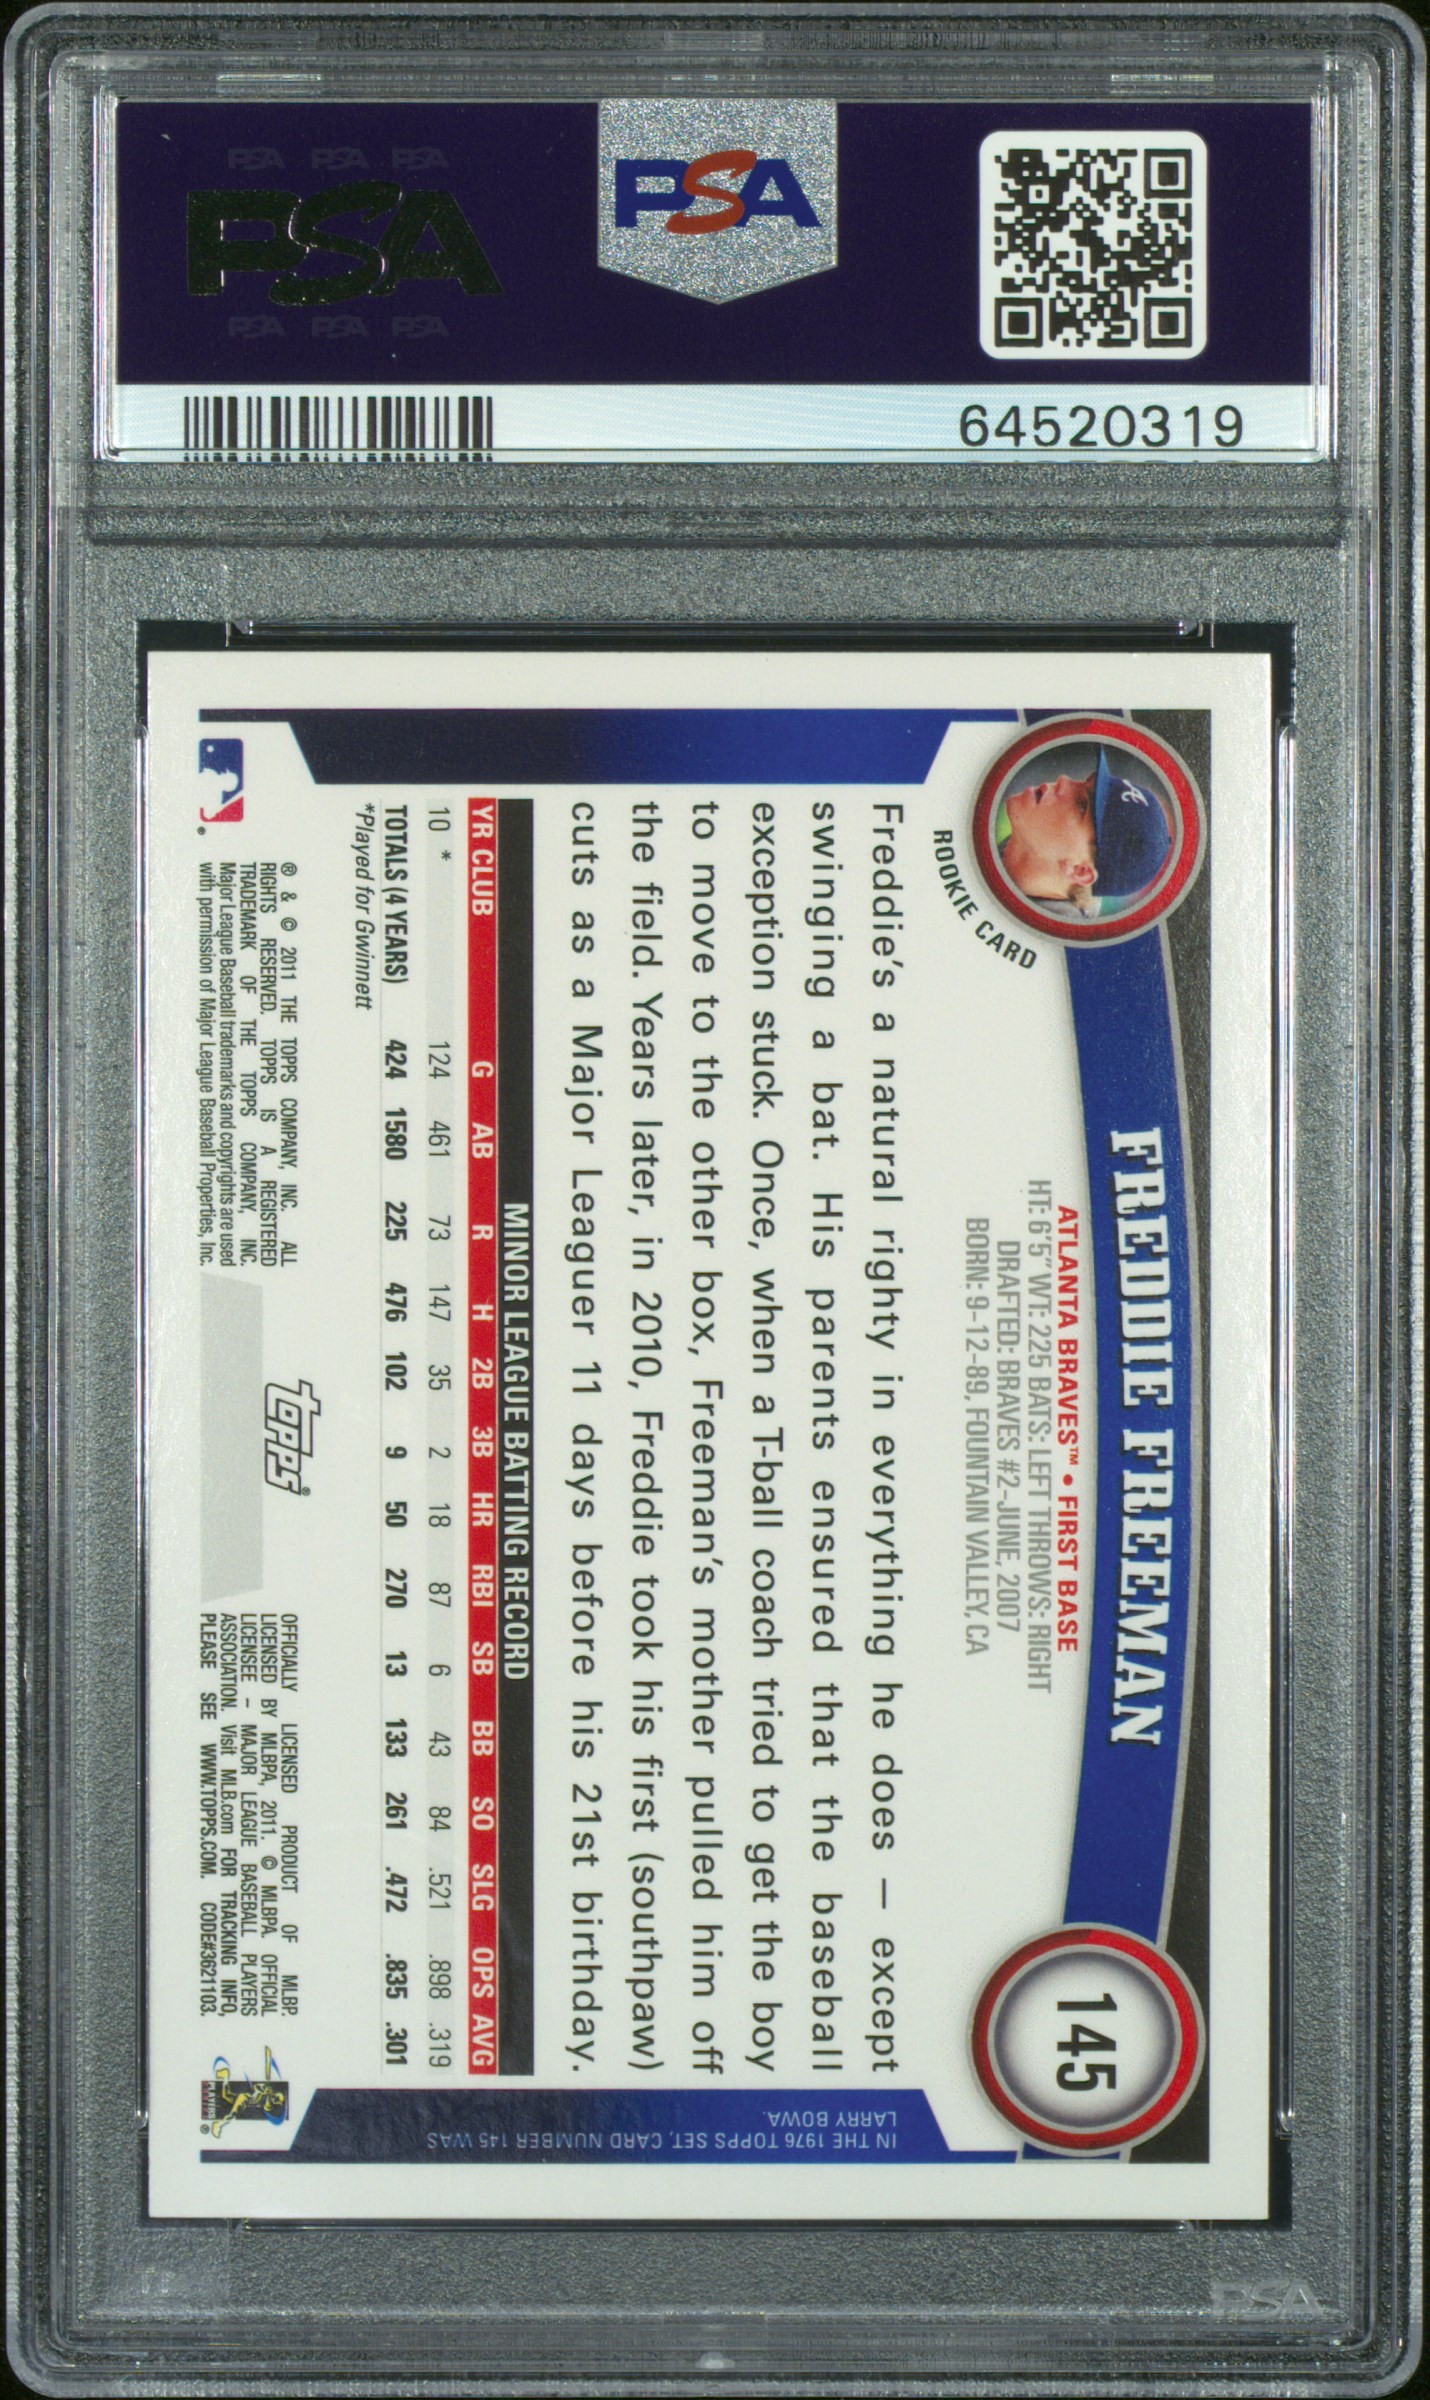 PSA PSA PSA
PSA
PSA PSA PSA
PSA
64520319
FREDDIE FREEMAN
145
ATLANTA BRAVES™ • FIRST BASE
HT: 6'5" WT: 225 BATS: LEFT THROWS: RIGHT
DRAFTED: BRAVES #2-JUNE, 2007
BORN: 9-12-89, FOUNTAIN VALLEY, CA
ROOKIE CARD
Freddie's a natural righty in everything he does — except
swinging a bat. His parents ensured that the baseball
exception stuck. Once, when a T-ball coach tried to get the boy
to move to the other box, Freeman's mother pulled him off
the field. Years later, in 2010, Freddie took his first (southpaw)
cuts as a Major Leaguer 11 days before his 21st birthday.
MINOR LEAGUE BATTING RECORD
YR CLUB G AB R H 2B 3B HR RBI SB BB SO SLG OPS AVG
10 * 124 461 73 147 35 2 18 87 6 43 84 .521 .898 .319
TOTALS (4 YEARS) 424 1580 225 476 102 9 50 270 13 133 261 .472 .835 .301
*Played for Gwinnett
® & © 2011 THE TOPPS COMPANY, INC. ALL
RIGHTS RESERVED. TOPPS IS A REGISTERED
TRADEMARK OF THE TOPPS COMPANY, INC.
Major League Baseball trademarks and copyrights are used
with permission of Major League Baseball Properties, Inc.
Topps®
OFFICIALLY LICENSED PRODUCT OF MLBP.
LICENSED BY MLBPA, 2011. © MLBPA. OFFICIAL
LICENSEE – MAJOR LEAGUE BASEBALL PLAYERS
ASSOCIATION. Visit MLB.com FOR TRACKING INFO,
PLEASE SEE WWW.TOPPS.COM. CODE#3621103.
IN THE 1976 TOPPS SET, CARD NUMBER 145 WAS
LARRY BOWA.
PSA